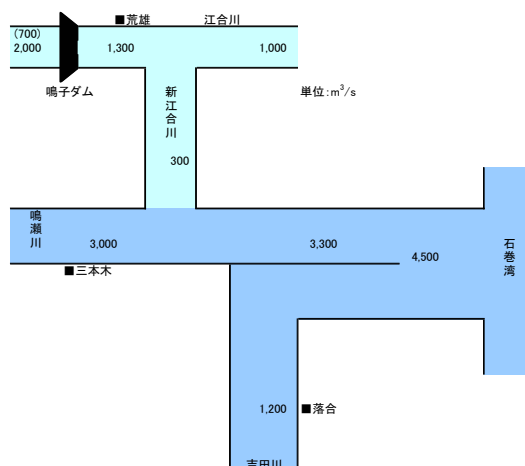 ■荒雄
江合川
(700)
2,000
1,300
1,000
鳴子ダム
新江合川
単位:m³/s
300
鳴瀬川
3,000
3,300
4,500
石巻湾
■三本木
1,200
■落合
吉田川